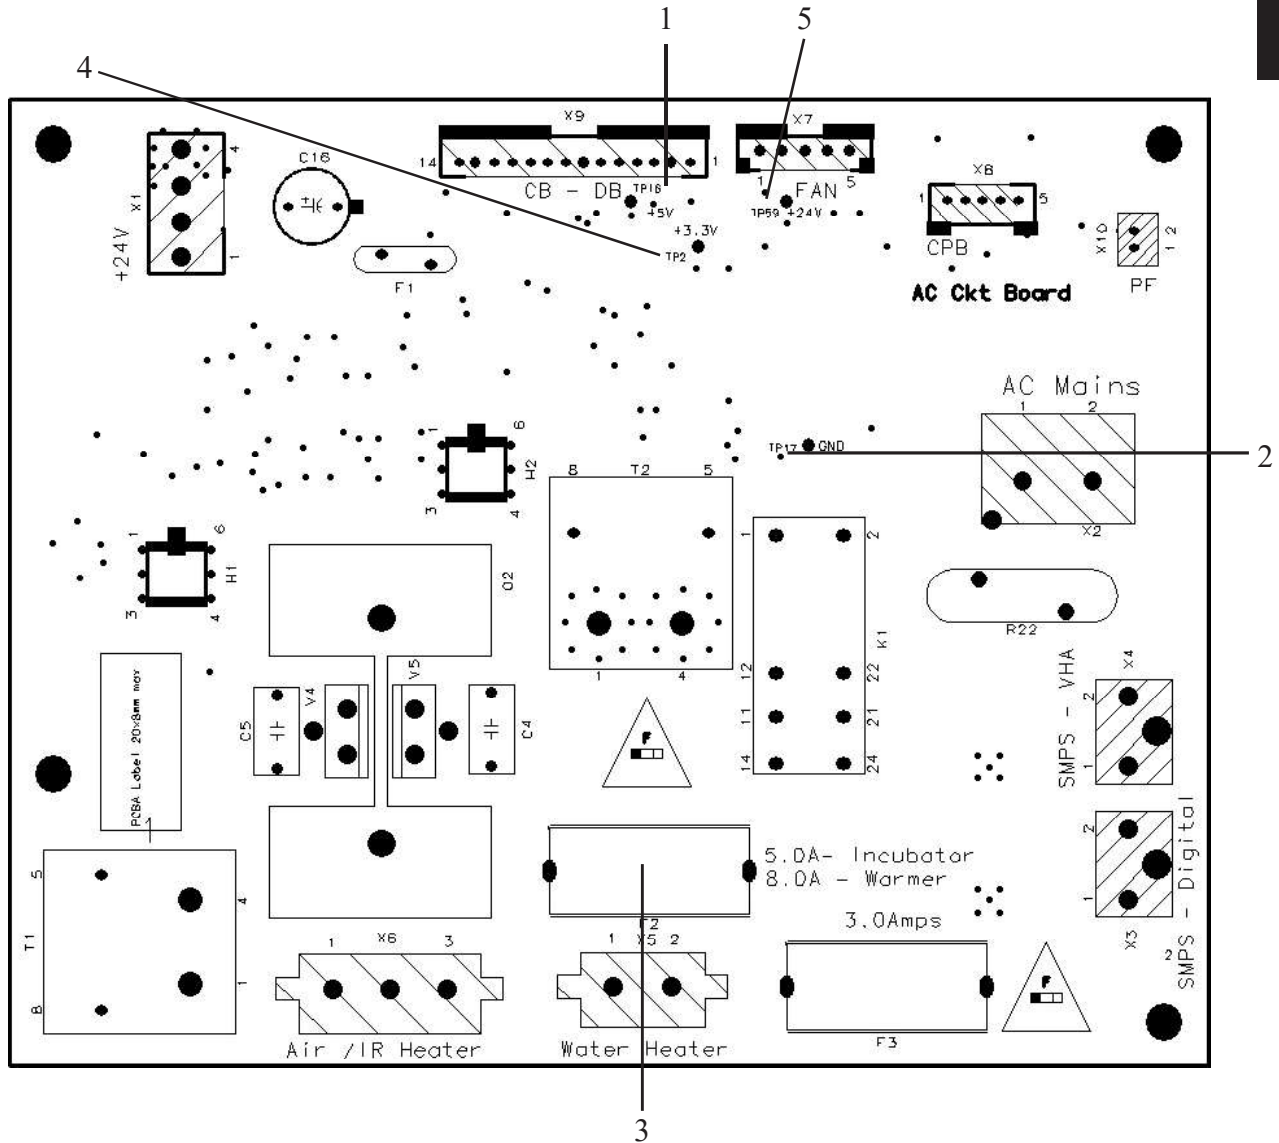 1
5
4
X9
X7
4
C16
14
1
TP16
1
5
X8
1
5
X1
CB - DB
FAN
+5V
TP59 +24V
X10
1 2
+24V
1
+3.3V
TP2
CPB
F1
AC Ckt Board
PF
AC Mains
1
2
1
6
TP17
GND
2
H2
8
T2
5
3
4
1
6
1
2
X2
H1
Q2
3
4
R22
K1
X4
V5
1
4
12
22
SMPS - VHA
2
V4
C5
C4
11
21
PCBA Label 20x8mm max
14
24
1
1
2
5
5.0A- Incubator
8.0A - Warmer
SMPS - Digital
4
F2
3.0Amps
1
T1
1
X6
3
1
X5
2
X3
2
1
8
F
F
Air /IR Heater
Water Heater
F3
3